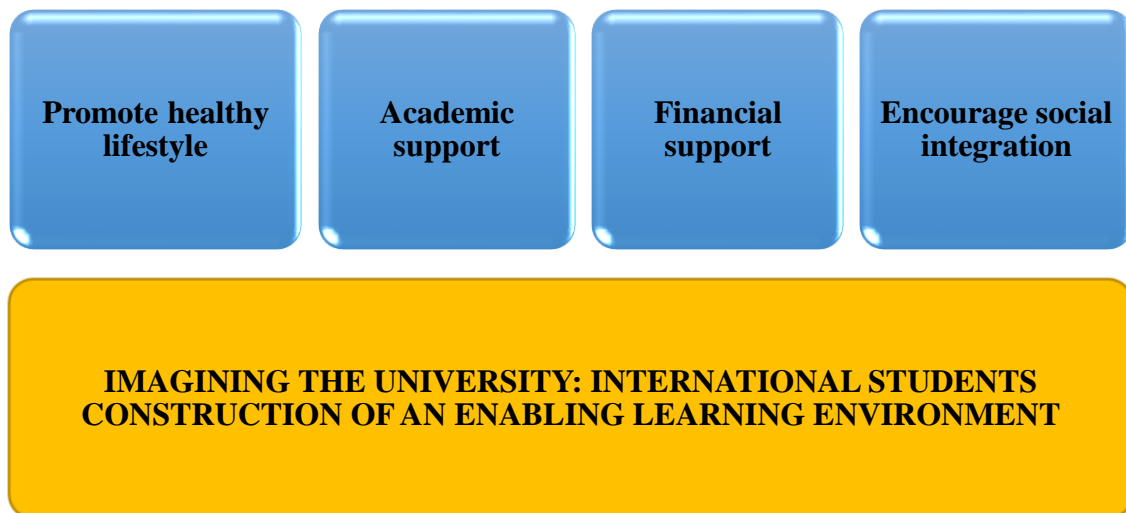 Promote healthy
lifestyle
Academic
support
Financial
support
Encourage social
integration
IMAGINING THE UNIVERSITY: INTERNATIONAL STUDENTS
CONSTRUCTION OF AN ENABLING LEARNING ENVIRONMENT